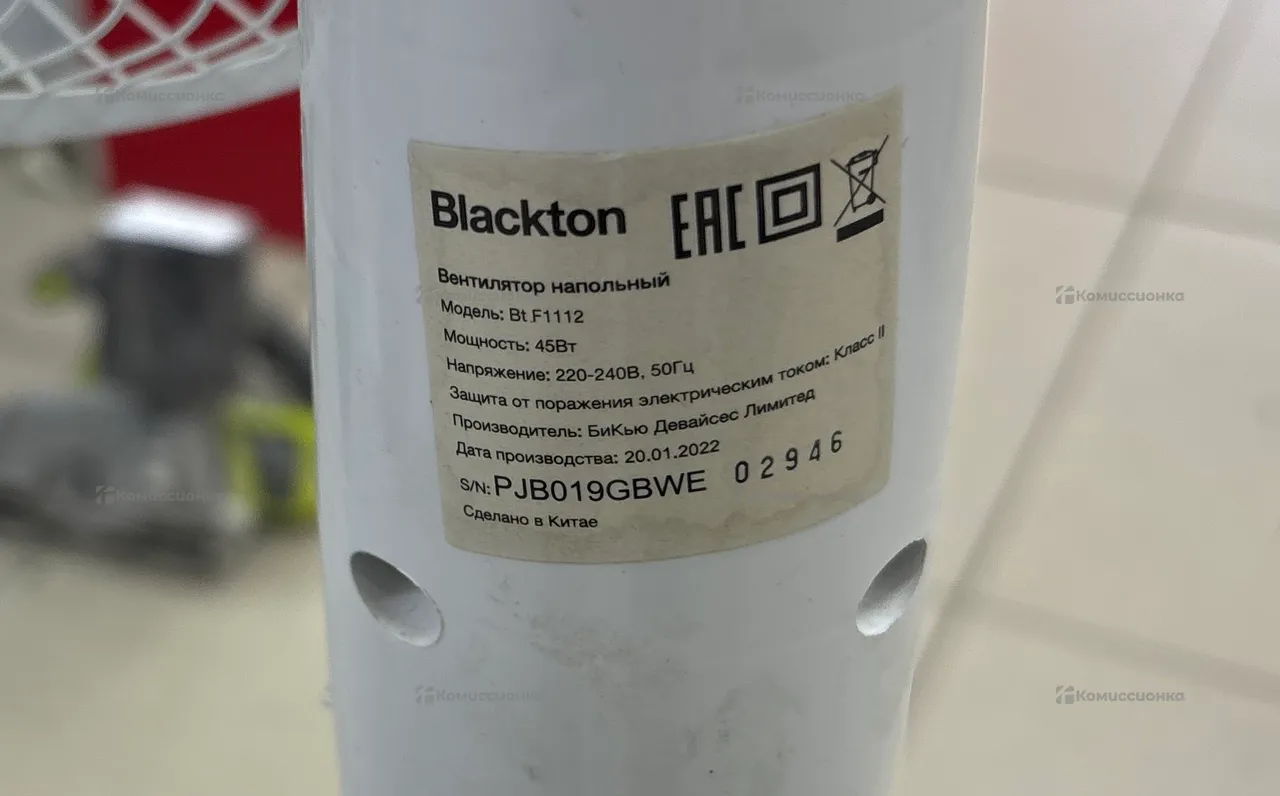 Blackton EAC
Вентилятор напольный
Модель: Bt F1112
Мощность: 45Вт
Напряжение: 220-240В, 50Гц
Защита от поражения электрическим током: Класс II
Производитель: БиКью Девайсес Лимитед
Дата производства: 20.01.2022
S/N: PJB019GBWE 02946
Сделано в Китае
Комиссионка
Комиссионка
Комиссионка
Комиссионка
Комиссионка
Комиссионка